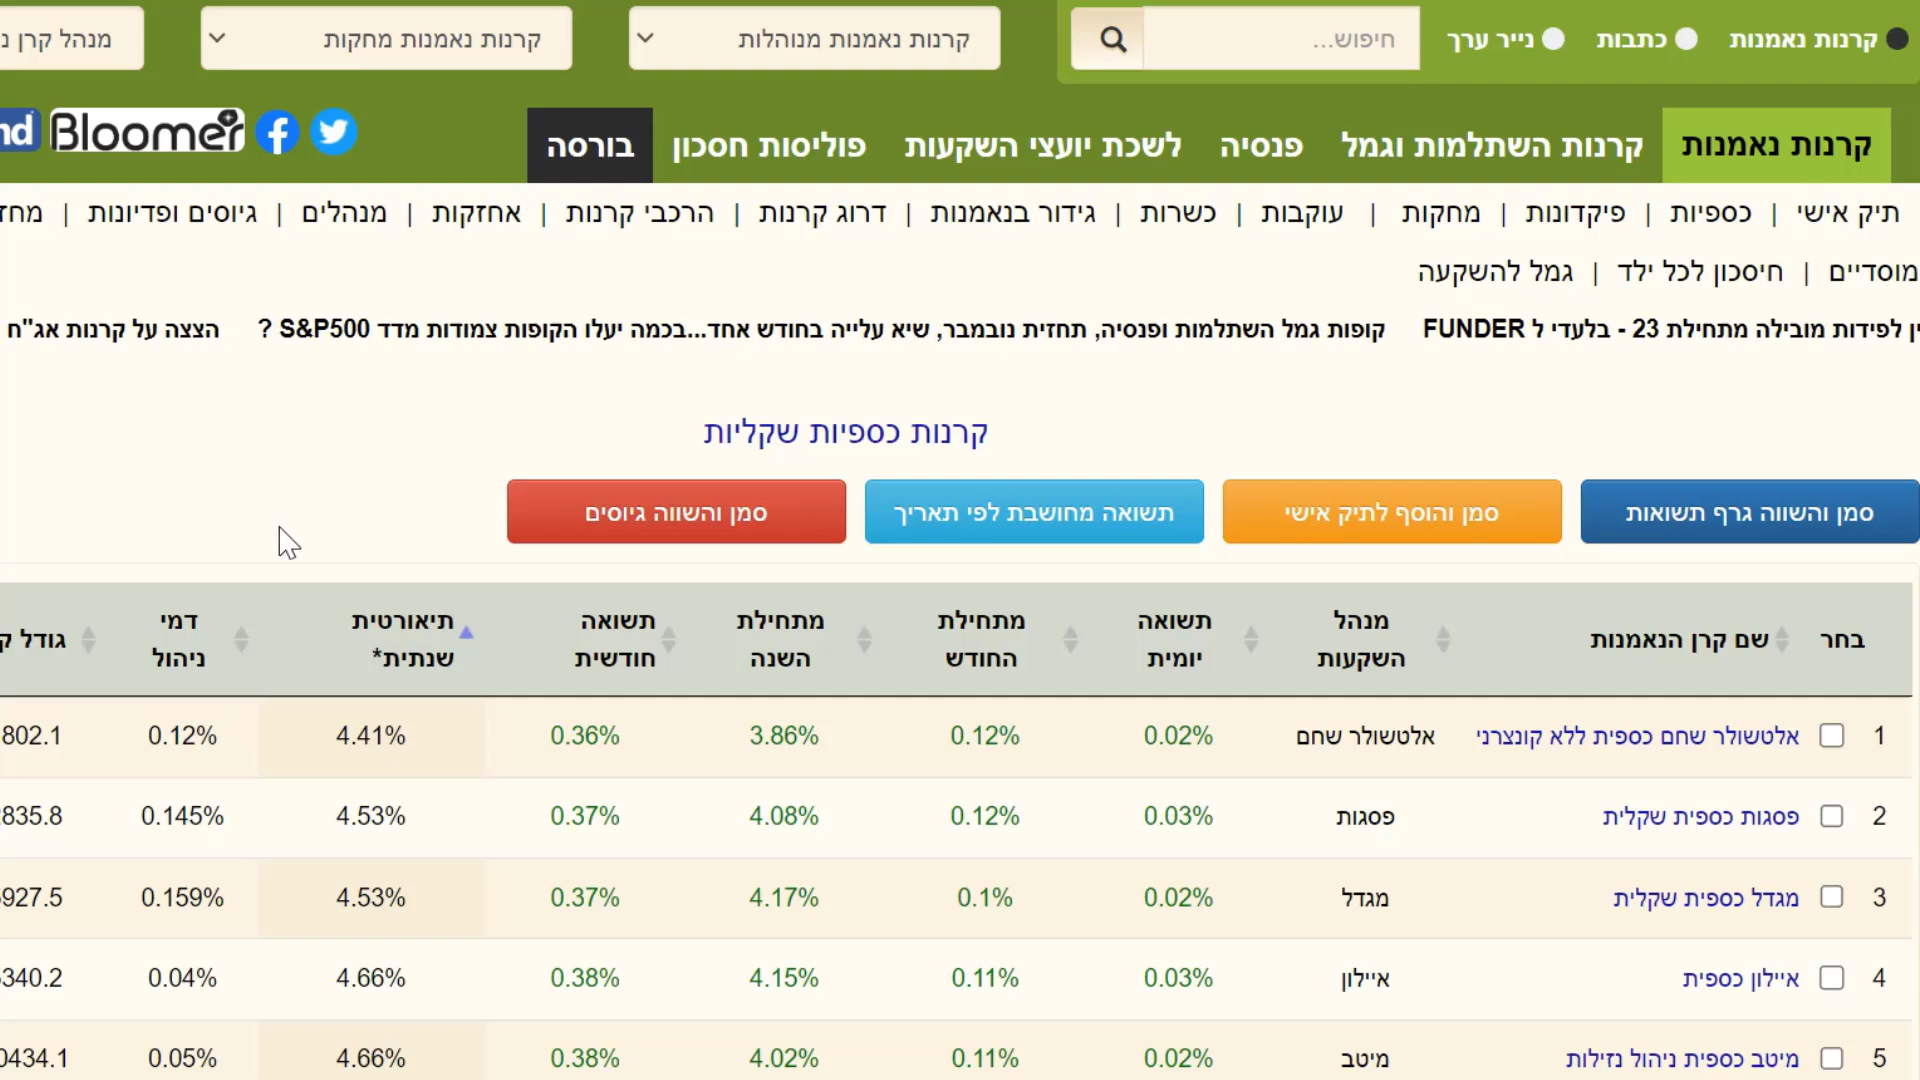 קרנות נאמנות
כתבות
נייר ערך
חיפוש...
קרנות נאמנות מנוהלות
קרנות נאמנות מחקות
מנהל קרן
קרנות נאמנות
קרנות השתלמות וגמל
פנסיה
לשכת יועצי השקעות
פוליסות חסכון
בורסה
Bloomer
תיק אישי | כספיות | פיקדונות | מחקות | עוקבות | כשרות | גידור בנאמנות | דרוג קרנות | הרכבי קרנות | אחזקות | מנהלים | גיוסים ופדיונות |
מוסדיים | חיסכון לכל ילד | גמל להשקעה
לפידות מובילה מתחילת 23 - בלעדי ל FUNDER קופות גמל השתלמות ופנסיה, תחזית נובמבר, שיא עלייה בחודש אחד...בכמה יעלו הקופות צמודות מדד S&P500 ? הצצה על קרנות אג"ח
קרנות כספיות שקליות
סמן והשווה גרף תשואות
סמן והוסף לתיק אישי
תשואה מחושבת לפי תאריך
סמן והשווה גיוסים
בחר שם קרן הנאמנות מנהל השקעות תשואה יומית מתחילת החודש מתחילת השנה תשואה חודשית תיאורטית שנתית* דמי ניהול גודל
1 אלטשולר שחם כספית ללא קונצרני אלטשולר שחם 0.02% 0.12% 3.86% 0.36% 4.41% 0.12% 802.1
2 פסגות כספית שקלית פסגות 0.03% 0.12% 4.08% 0.37% 4.53% 0.145% 835.8
3 מגדל כספית שקלית מגדל 0.02% 0.1% 4.17% 0.37% 4.53% 0.159% 927.5
4 איילון כספית איילון 0.03% 0.11% 4.15% 0.38% 4.66% 0.04% 340.2
5 מיטב כספית ניהול נזילות מיטב 0.02% 0.11% 4.02% 0.38% 4.66% 0.05% 0434.1